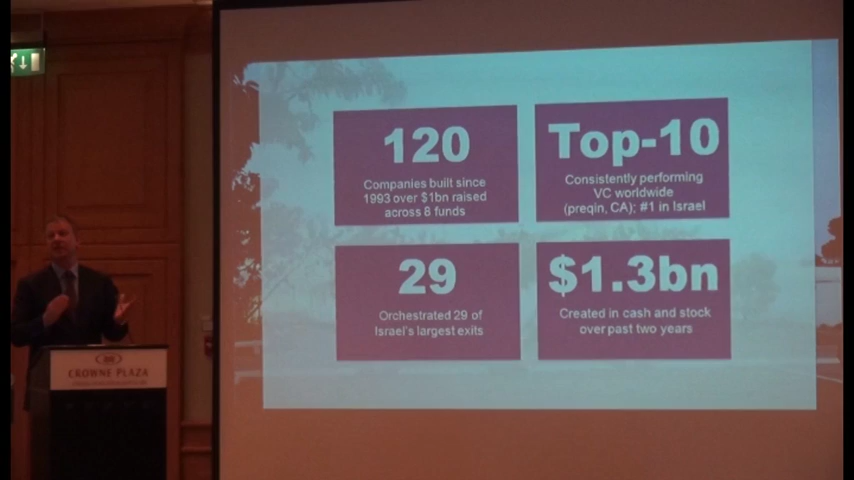 120
Companies built since
1993 over $1bn raised
across 8 funds
Top-10
Consistently performing
VC worldwide
(preqin, CA); #1 in Israel
29
Orchestrated 29 of
Israel's largest exits
$1.3bn
Created in cash and stock
over past two years
CROWNE PLAZA